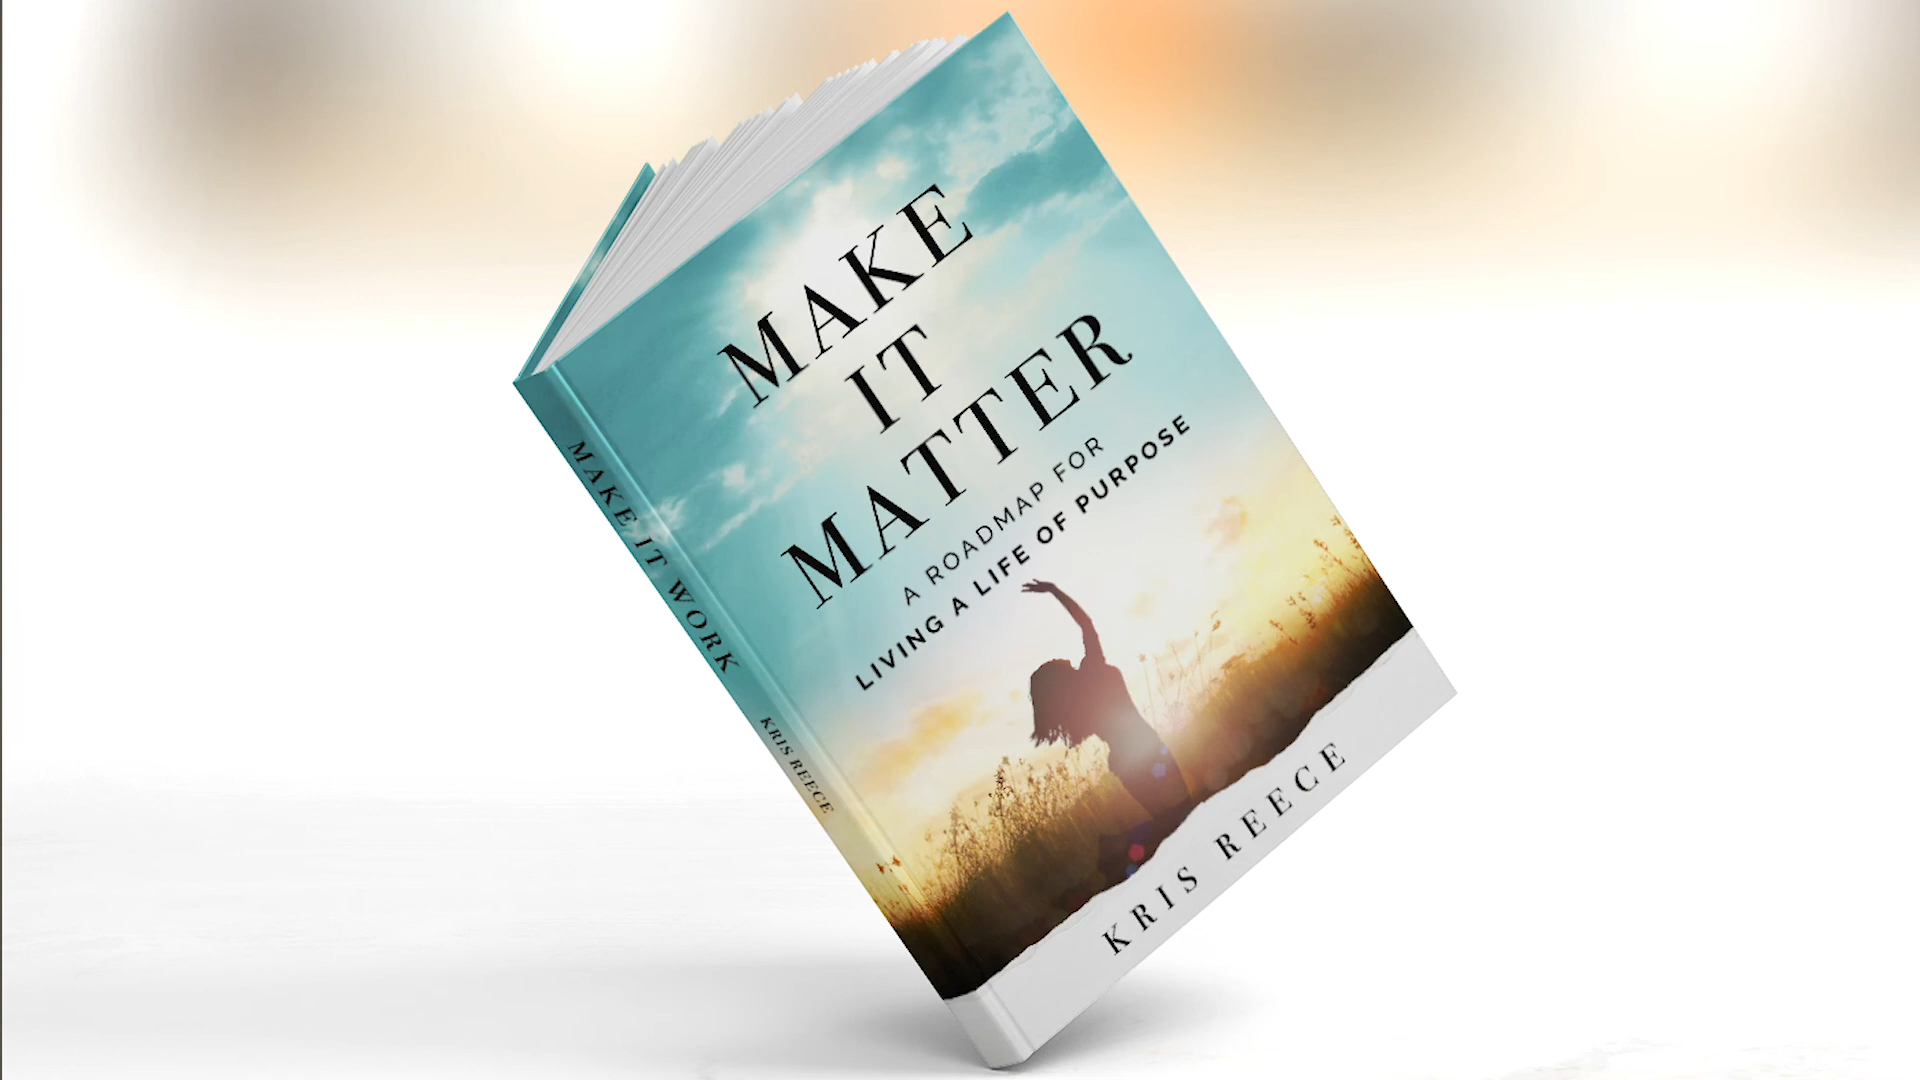 MAKE
IT
MATTER
A ROADMAP FOR
LIVING A LIFE OF PURPOSE
KRIS REECE
MAKE IT WORK
KRIS REECE